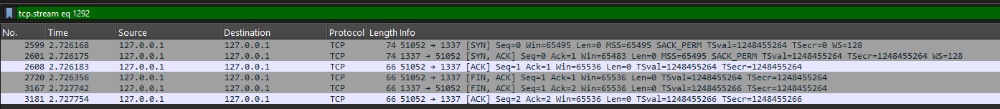 tcp.stream eq 1292
No. Time Source Destination Protocol Length Info
2599 2.726168 127.0.0.1 127.0.0.1 TCP 74 51052 → 1337 [SYN] Seq=0 Win=65495 Len=0 MSS=65495 SACK_PERM TSval=1248455264 TSecr=0 WS=128
2601 2.726175 127.0.0.1 127.0.0.1 TCP 74 1337 → 51052 [SYN, ACK] Seq=0 Ack=1 Win=65483 Len=0 MSS=65495 SACK_PERM TSval=1248455264 TSecr=1248455264 WS=128
2608 2.726183 127.0.0.1 127.0.0.1 TCP 66 51052 → 1337 [ACK] Seq=1 Ack=1 Win=65536 Len=0 TSval=1248455264 TSecr=1248455264
2720 2.726356 127.0.0.1 127.0.0.1 TCP 66 51052 → 1337 [FIN, ACK] Seq=1 Ack=1 Win=65536 Len=0 TSval=1248455264 TSecr=1248455264
3167 2.727742 127.0.0.1 127.0.0.1 TCP 66 1337 → 51052 [FIN, ACK] Seq=1 Ack=2 Win=65536 Len=0 TSval=1248455266 TSecr=1248455264
3181 2.727754 127.0.0.1 127.0.0.1 TCP 66 51052 → 1337 [ACK] Seq=2 Ack=2 Win=65536 Len=0 TSval=1248455266 TSecr=1248455266